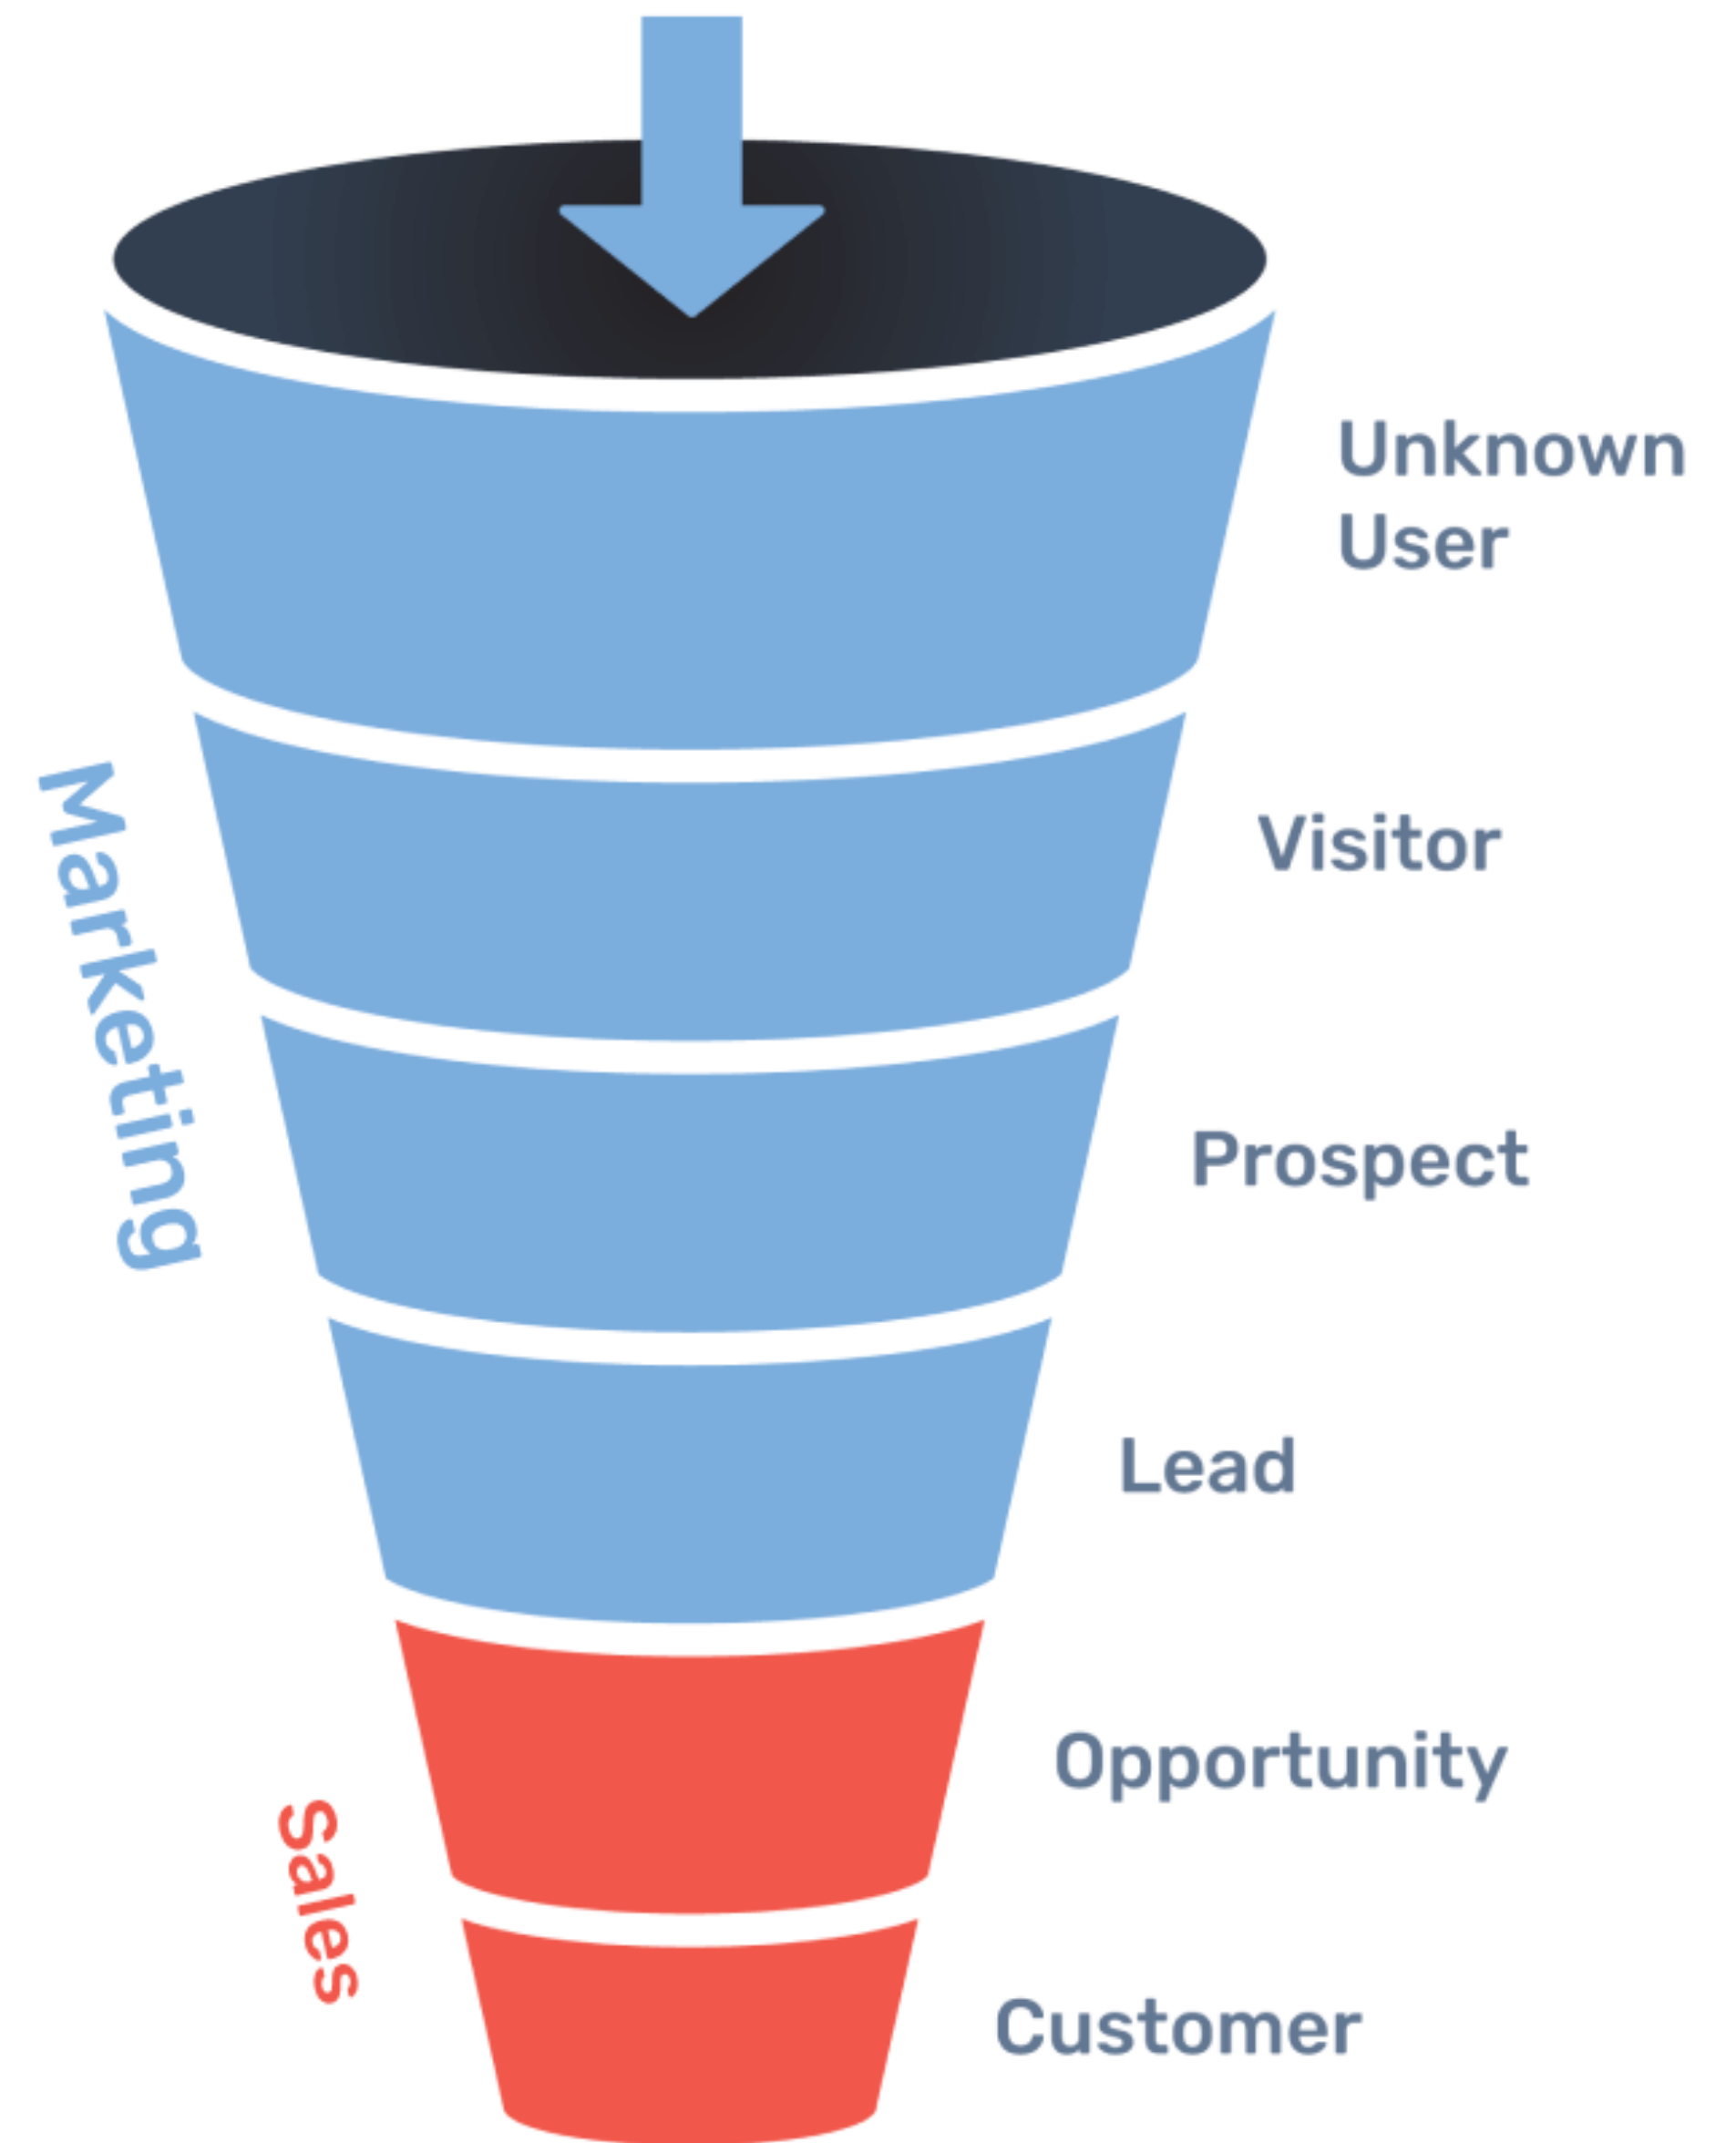 Unknown
User
Visitor
Marketing
Prospect
Lead
Opportunity
Sales
Customer